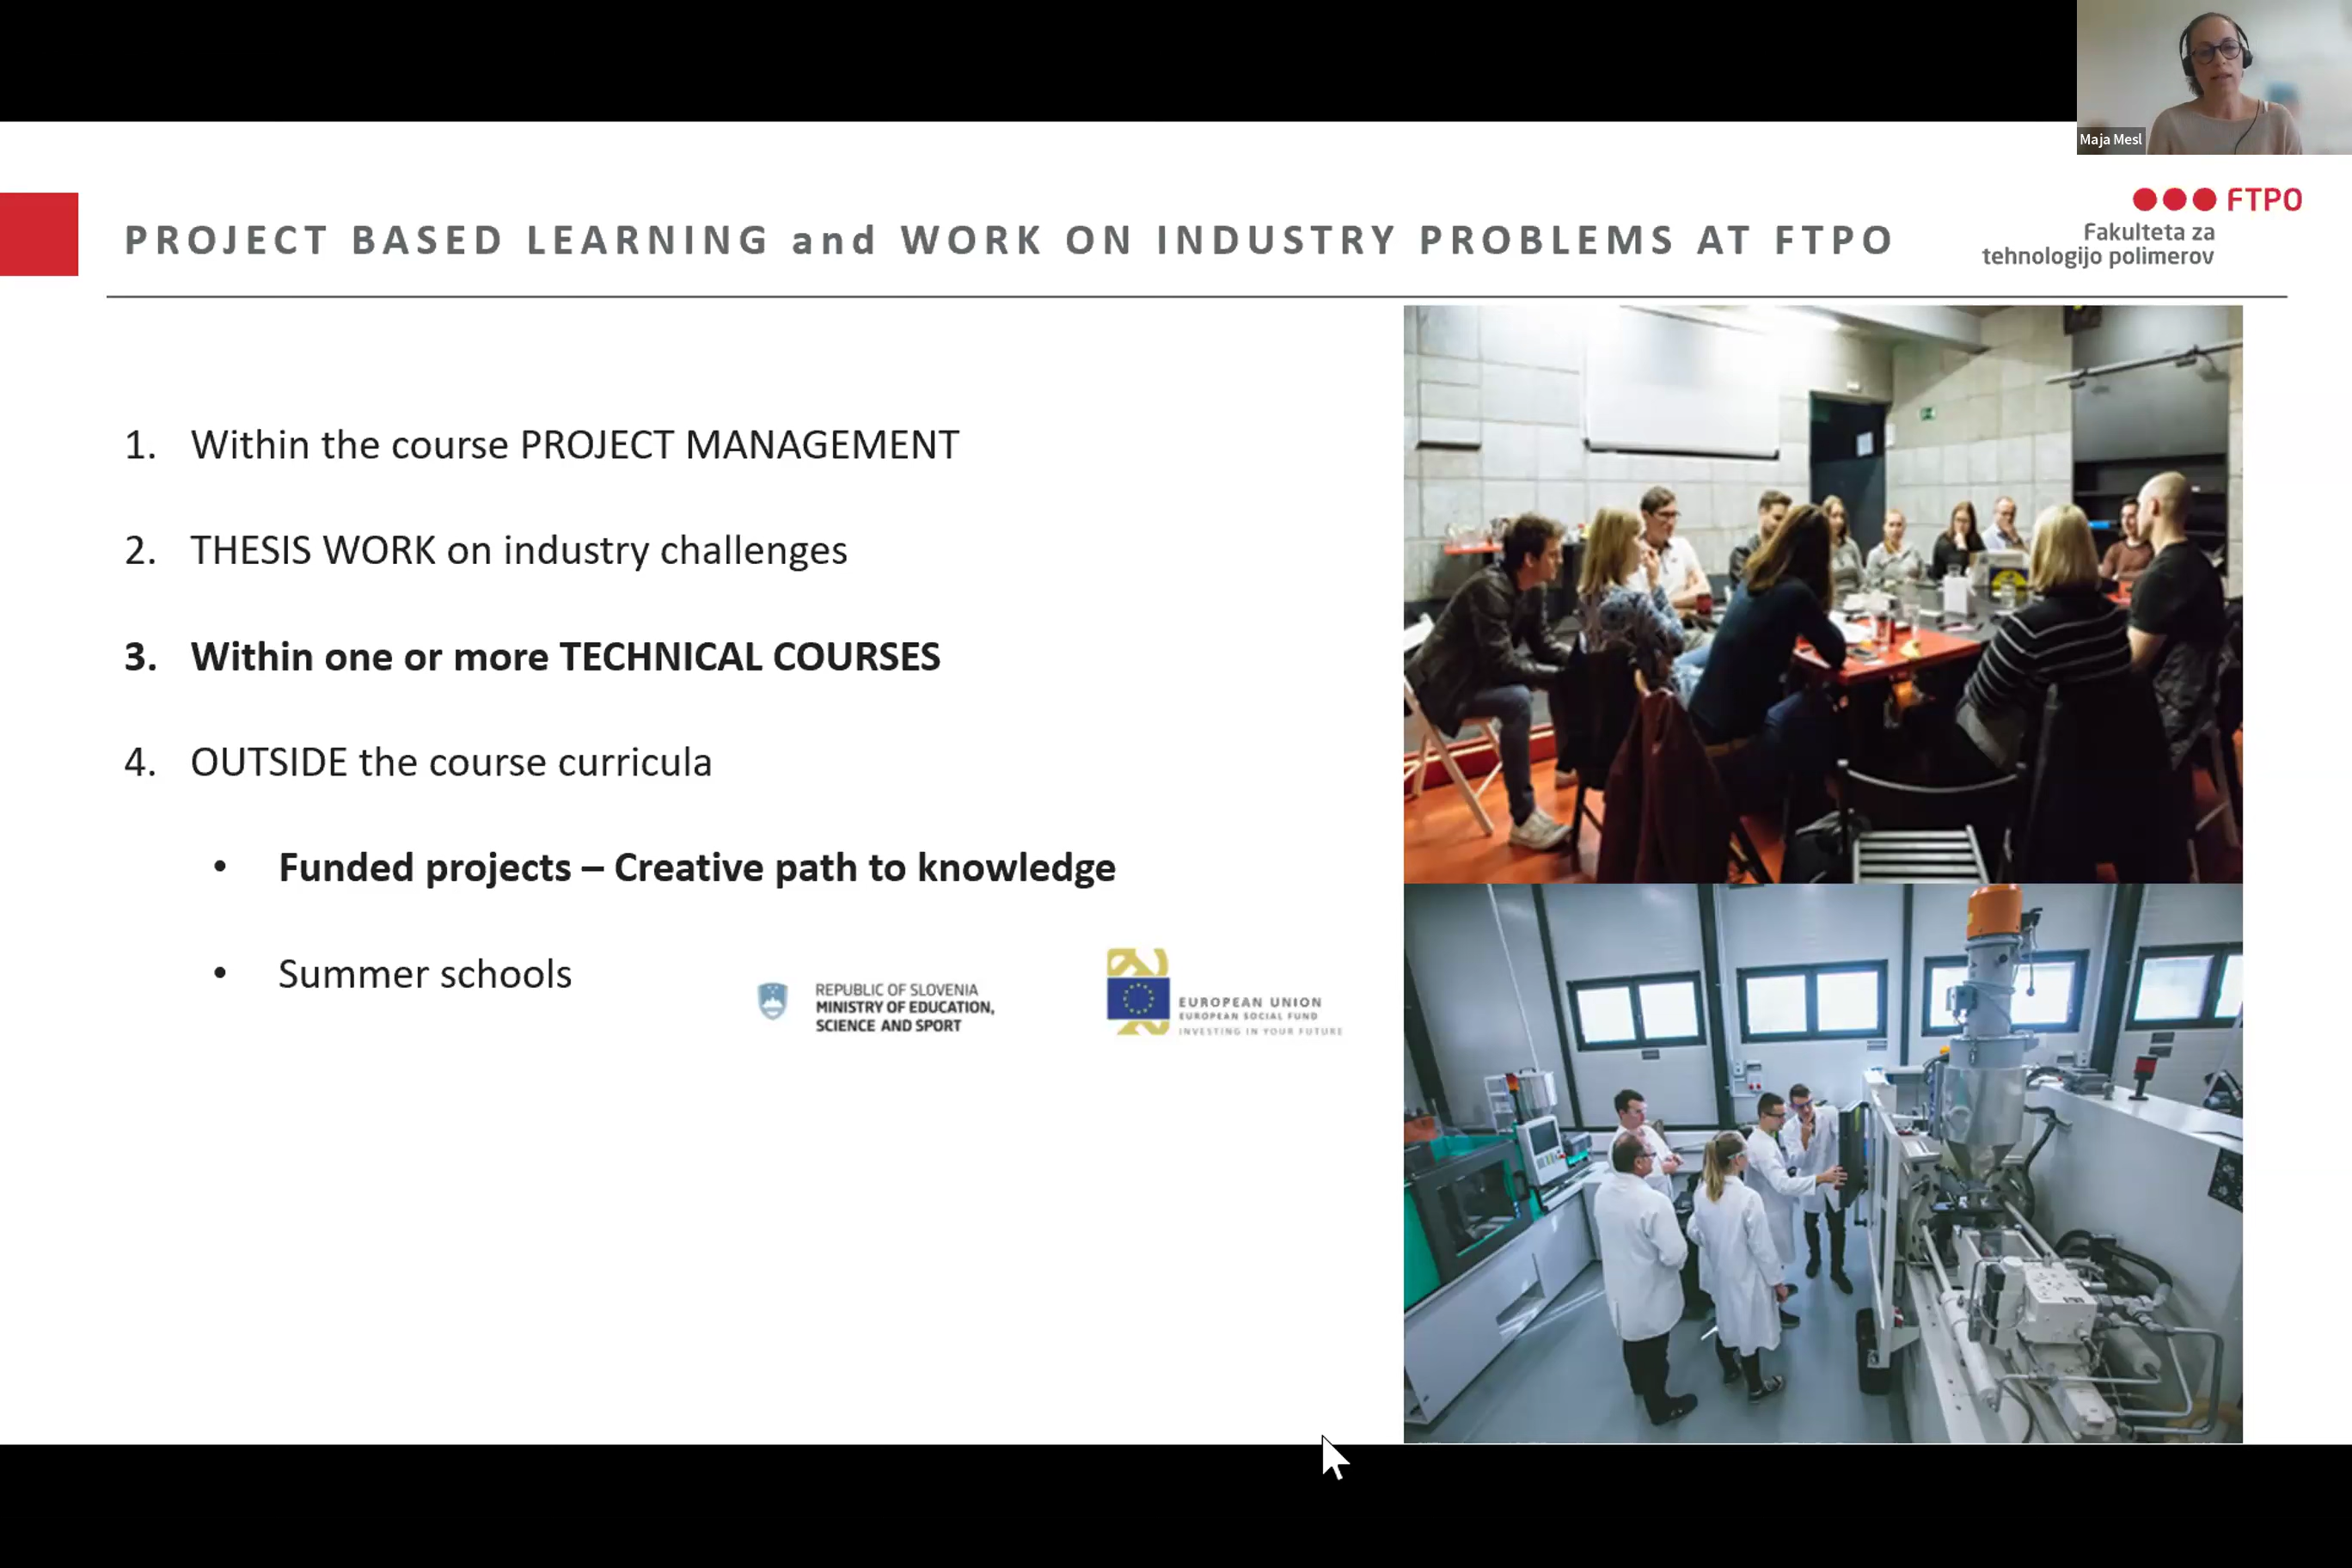 Maja Mesl
PROJECT BASED LEARNING and WORK ON INDUSTRY PROBLEMS AT FTPO
FTPO
Fakulteta za
tehnologijo polimerov
1. Within the course PROJECT MANAGEMENT
2. THESIS WORK on industry challenges
3. Within one or more TECHNICAL COURSES
4. OUTSIDE the course curricula
• Funded projects – Creative path to knowledge
• Summer schools
REPUBLIC OF SLOVENIA
MINISTRY OF EDUCATION,
SCIENCE AND SPORT
EUROPEAN UNION
EUROPEAN SOCIAL FUND
INVESTING IN YOUR FUTURE